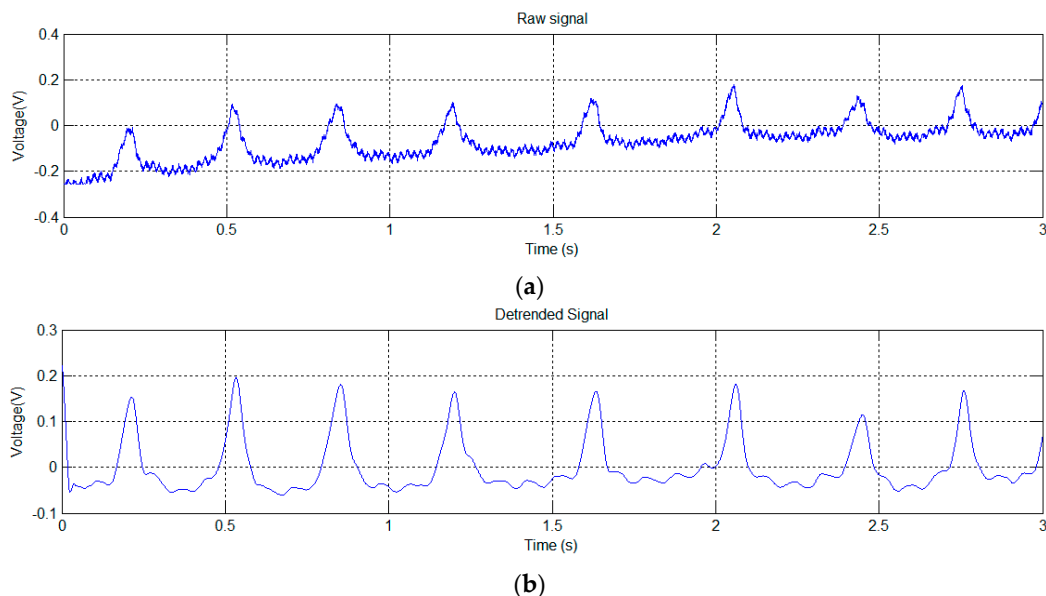 Raw signal
0.4
0.2
0
-0.2
-0.4
Voltage(V)
0 0.5 1 1.5 2 2.5 3
Time (s)
(a)
Detrended Signal
0.3
0.2
0.1
0
-0.1
Voltage(V)
0 0.5 1 1.5 2 2.5 3
Time (s)
(b)